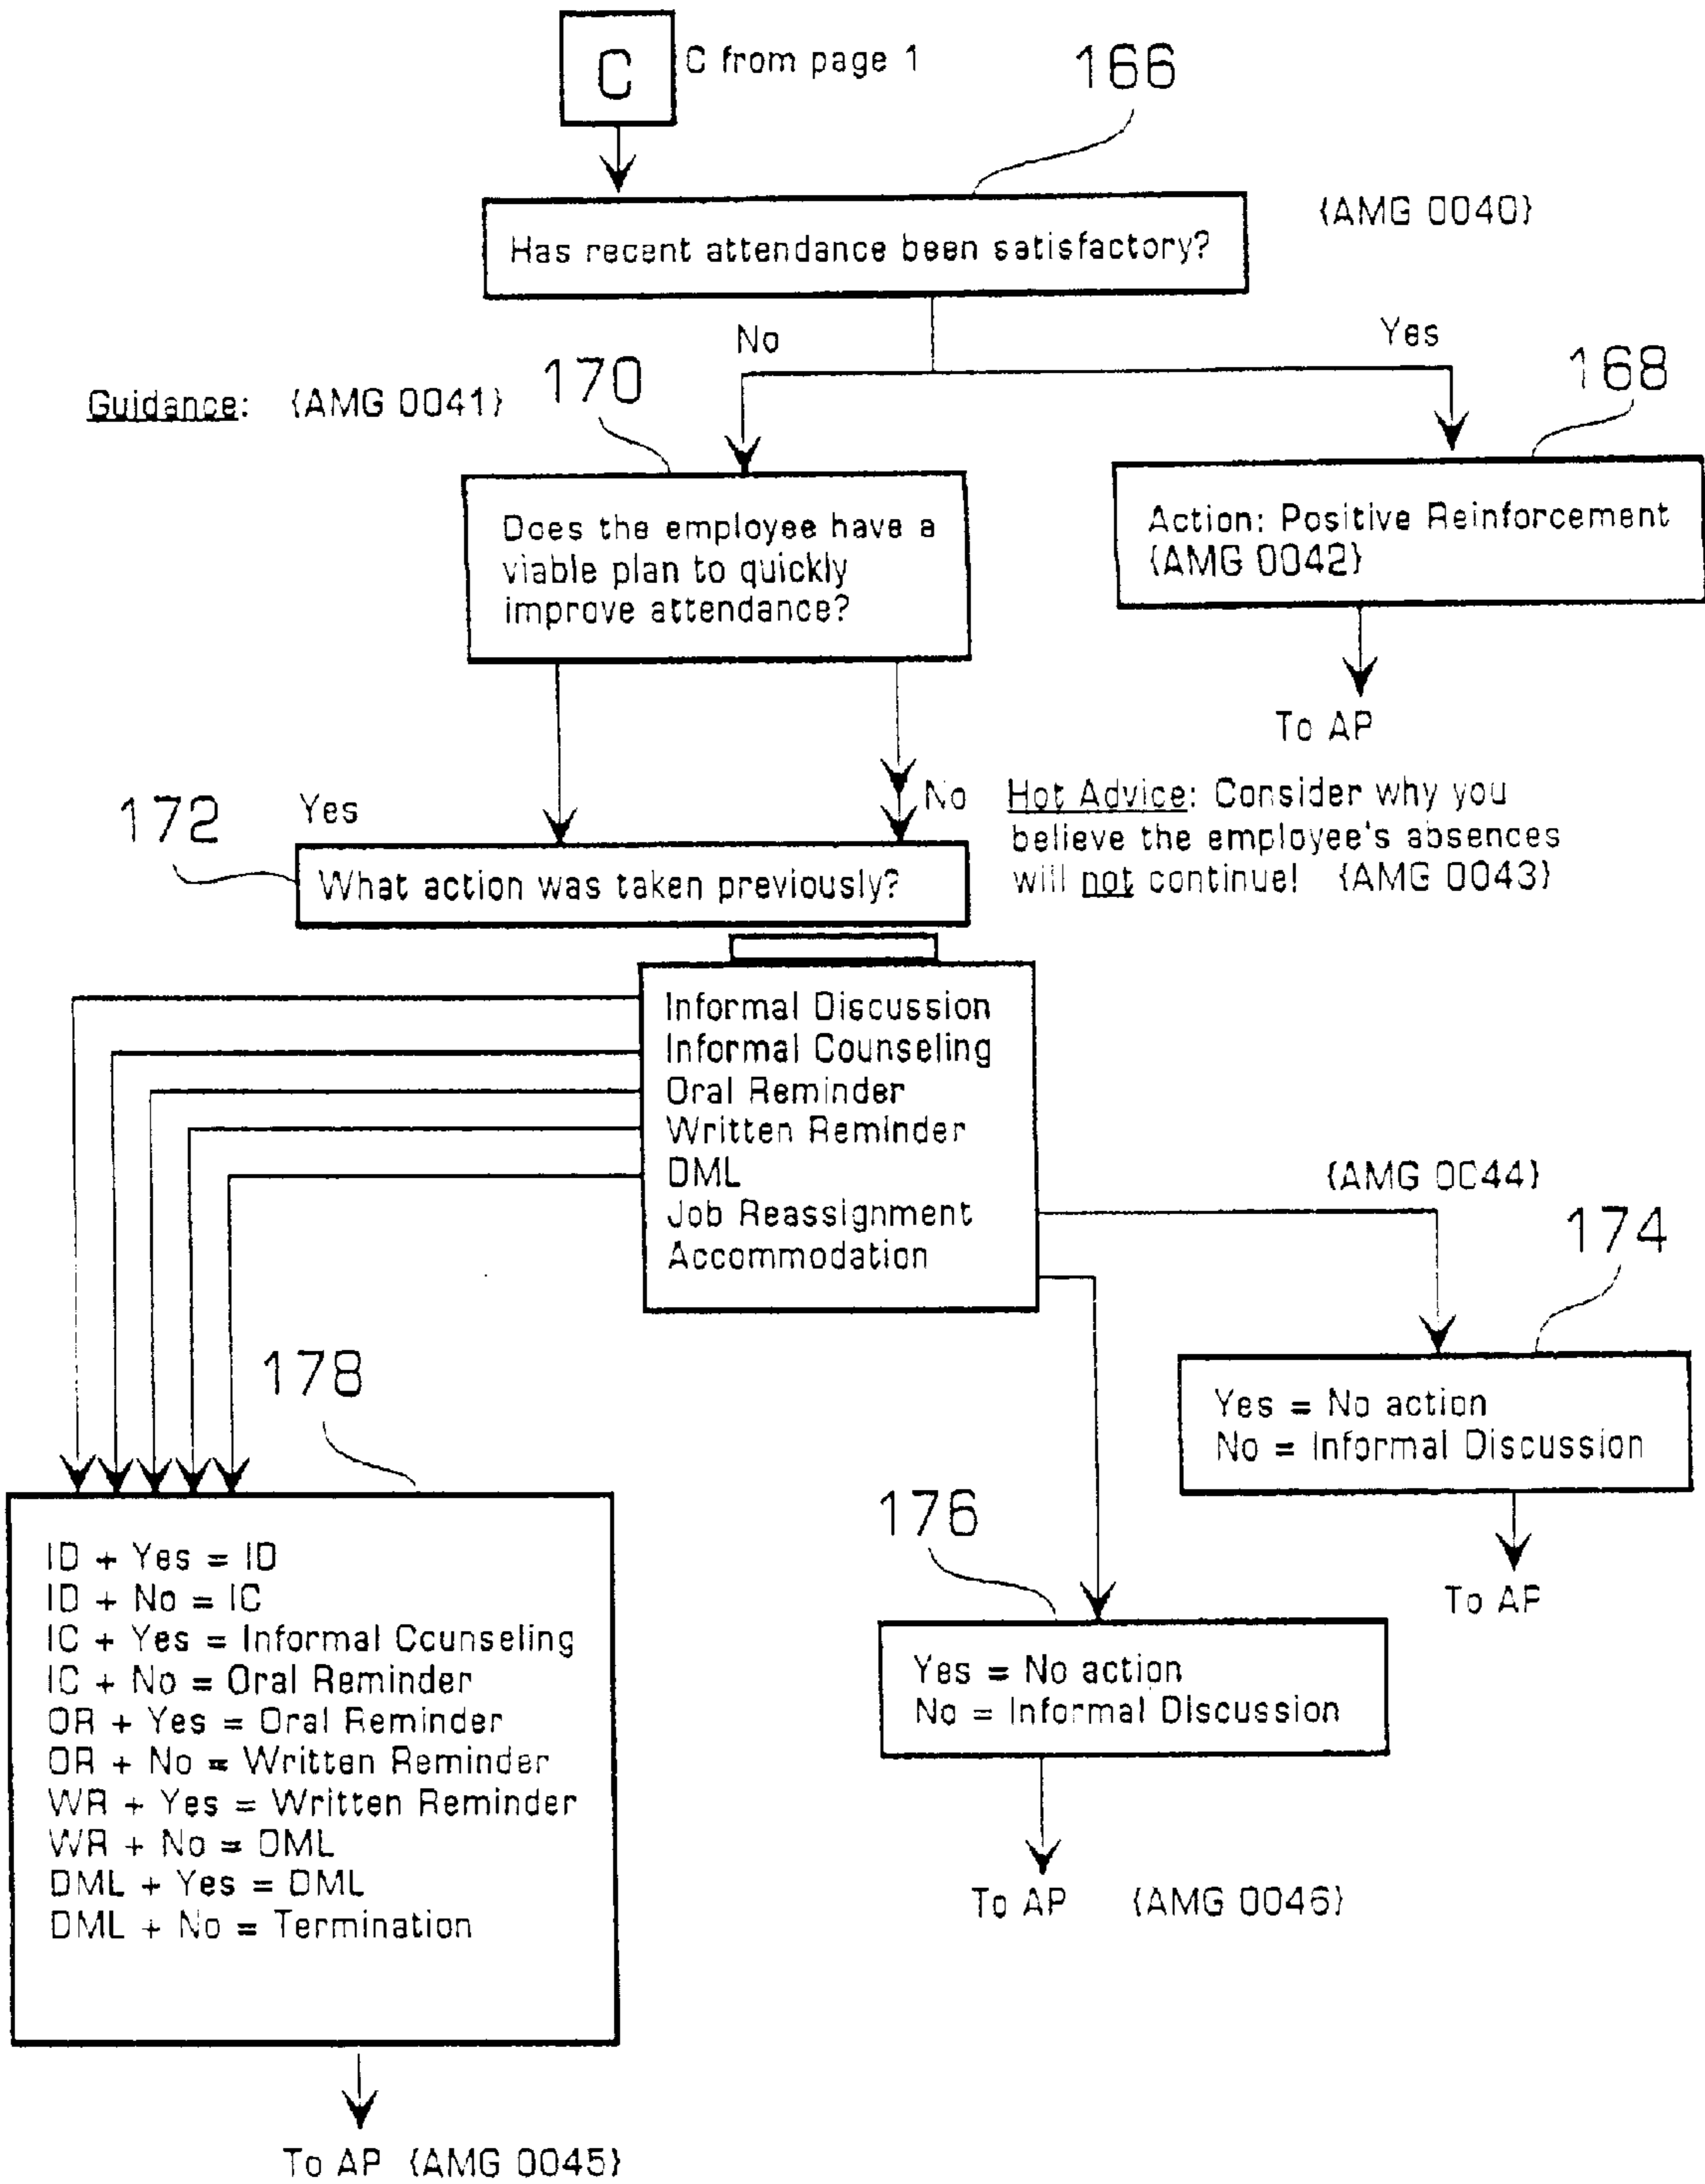 C
C from page 1
166
{AMG 0040}
Has recent attendance been satisfactory?
No
Yes
168
Guidance: {AMG 0041}
170
Does the employee have a
viable plan to quickly
improve attendance?
Action: Positive Reinforcement
{AMG 0042}
To AP
172
Yes
No
Hot Advice: Consider why you
believe the employee's absences
will not continue! {AMG 0043}
What action was taken previously?
Informal Discussion
Informal Counseling
Oral Reminder
Written Reminder
DML
Job Reassignment
Accommodation
{AMG 0044}
174
Yes = No action
No = Informal Discussion
To AP
176
Yes = No action
No = Informal Discussion
To AP {AMG 0046}
178
ID + Yes = ID
ID + No = IC
IC + Yes = Informal Counseling
IC + No = Oral Reminder
OR + Yes = Oral Reminder
OR + No = Written Reminder
WR + Yes = Written Reminder
WR + No = DML
DML + Yes = DML
DML + No = Termination
To AP {AMG 0045}